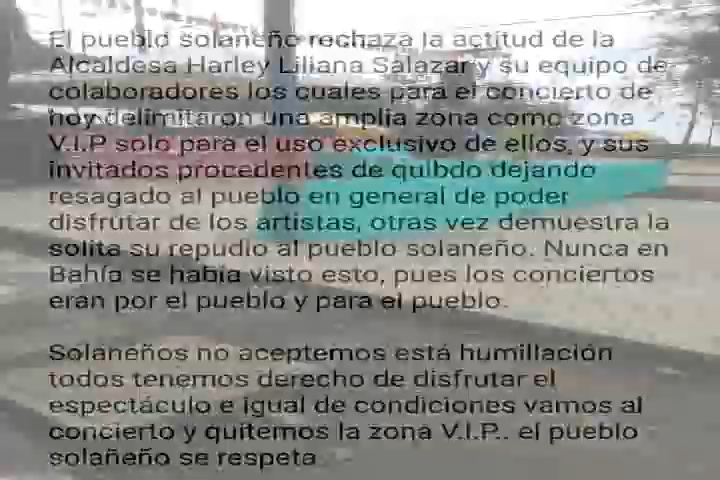 El pueblo solaneño rechaza la actitud de la
Alcaldesa Harley Liliana Salazar y su equipo de
colaboradores los cuales para el concierto de
hoy delimitaron una amplia zona como zona
V.I.P solo para el uso exclusivo de ellos, y sus
invitados procedentes de quibdo dejando
resagado al pueblo en general de poder
disfrutar de los artistas, otras vez demuestra la
solita su repudio al pueblo solaneño. Nunca en
Bahía se habia visto esto, pues los conciertos
eran por el pueblo y para el pueblo.
Solaneños no aceptemos está humillación
todos tenemos derecho de disfrutar el
espectáculo e igual de condiciones vamos al
concierto y quitemos la zona V.I.P.. el pueblo
solañeño se respeta